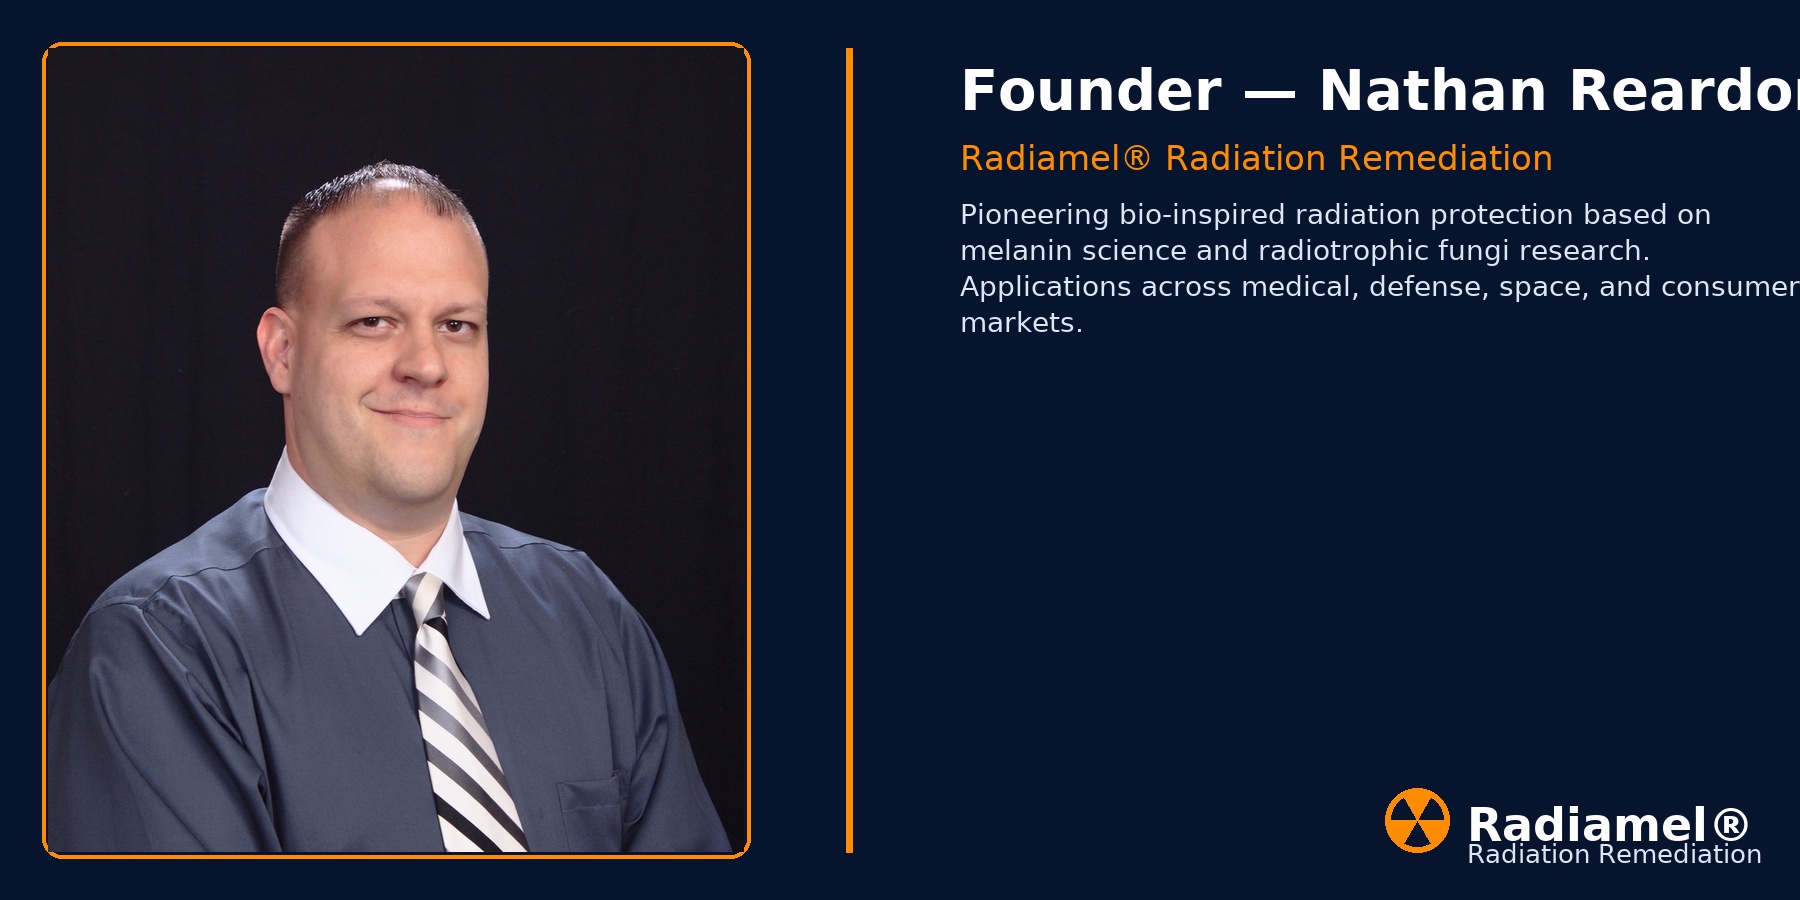 Founder — Nathan Reardon
Radiamel® Radiation Remediation
Pioneering bio-inspired radiation protection based on
melanin science and radiotrophic fungi research.
Applications across medical, defense, space, and consumer
markets.
Radiamel®
Radiation Remediation